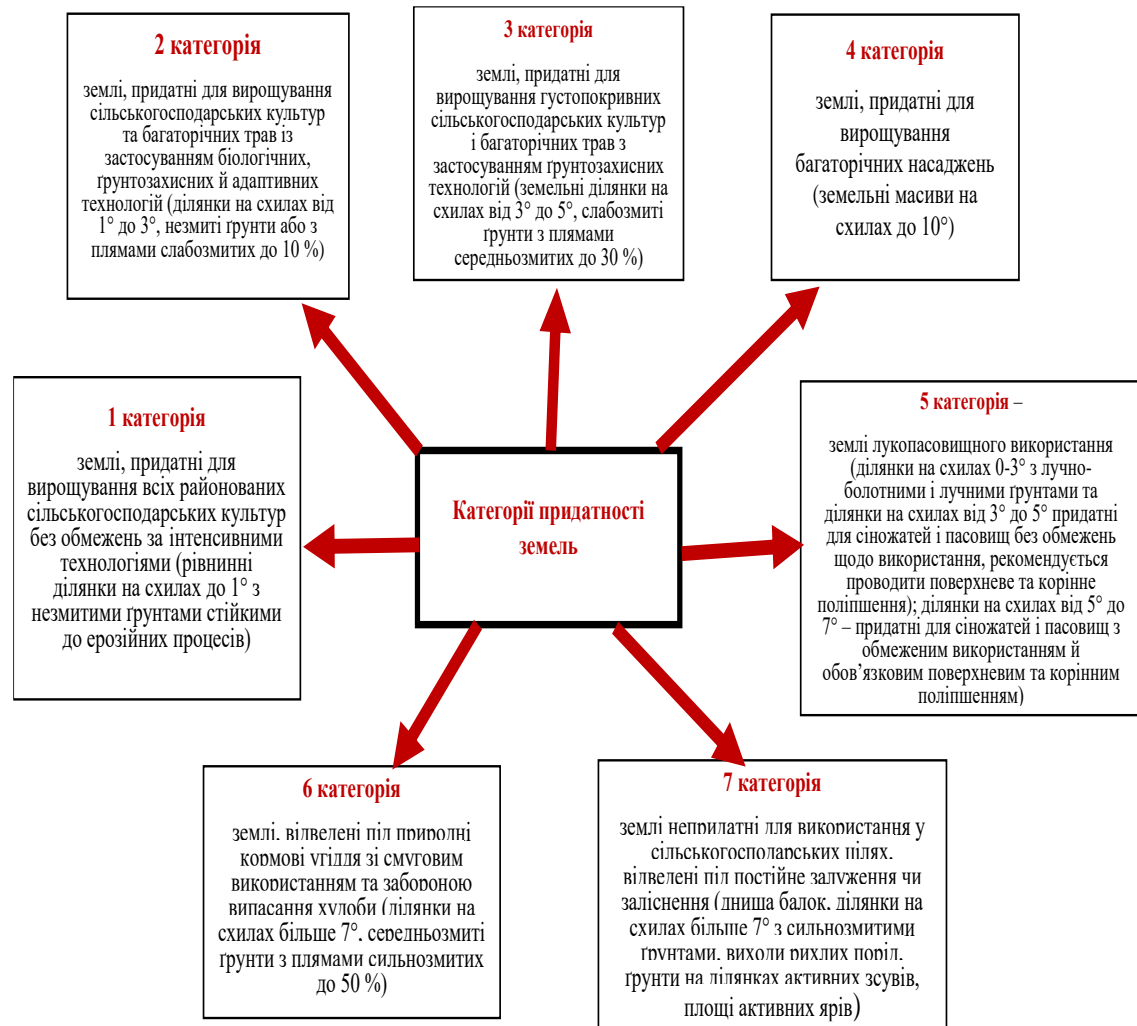 2 категорія
землі, придатні для вирощування
сільськогосподарських культур
та багаторічних трав із
застосуванням біологічних,
ґрунтозахисних й адаптивних
технологій (ділянки на схилах від
1° до 3°, незмиті ґрунти або з
плямами слабозмитих до 10 %)
3 категорія
землі, придатні для
вирощування густопокривних
сільськогосподарських культур
і багаторічних трав з
застосуванням ґрунтозахисних
технологій (земельні ділянки на
схилах від 3° до 5°, слабозмиті
ґрунти з плямами
середньозмитих до 30 %)
4 категорія
землі, придатні для
вирощування
багаторічних насаджень
(земельні масиви на
схилах до 10°)
1 категорія
землі, придатні для
вирощування всіх районованих
сільськогосподарських культур
без обмежень за інтенсивними
технологіями (рівнинні
ділянки на схилах до 1° з
незмитими ґрунтами стійкими
до ерозійних процесів)
Категорії придатності
земель
5 категорія –
землі лукопасовищного використання
(ділянки на схилах 0-3° з лучно-
болотними і лучними ґрунтами та
ділянки на схилах від 3° до 5° придатні
для сіножатей і пасовищ без обмежень
щодо використання, рекомендується
проводити поверхневе та корінне
поліпшення); ділянки на схилах від 5° до
7° – придатні для сіножатей і пасовищ з
обмеженим використанням й
обов’язковим поверхневим та корінним
поліпшенням)
6 категорія
землі, відведені під природні
кормові угіддя зі смуговим
використанням та забороною
випасання худоби (ділянки на
схилах більше 7°, середньозмиті
ґрунти з плямами сильнозмитих
до 50 %)
7 категорія
землі непридатні для використання у
сільськогосподарських цілях,
відведені під постійне залуження чи
заліснення (днища балок, ділянки на
схилах більше 7° з сильнозмитими
ґрунтами, виходи рихлих порід,
ґрунти на ділянках активних зсувів,
площі активних ярів)